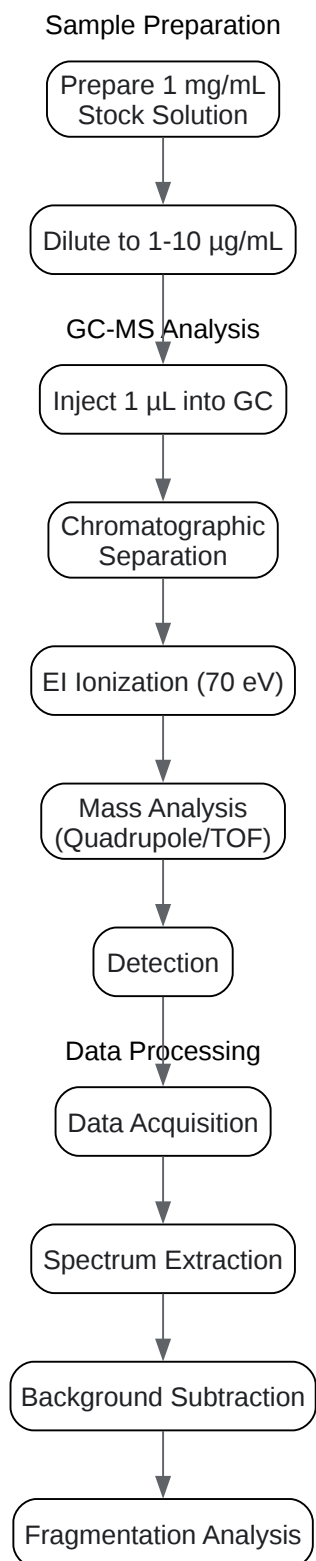 Sample Preparation
Prepare 1 mg/mL
Stock Solution
Dilute to 1-10 µg/mL
GC-MS Analysis
Inject 1 µL into GC
Chromatographic
Separation
EI Ionization (70 eV)
Mass Analysis
(Quadrupole/TOF)
Detection
Data Processing
Data Acquisition
Spectrum Extraction
Background Subtraction
Fragmentation Analysis